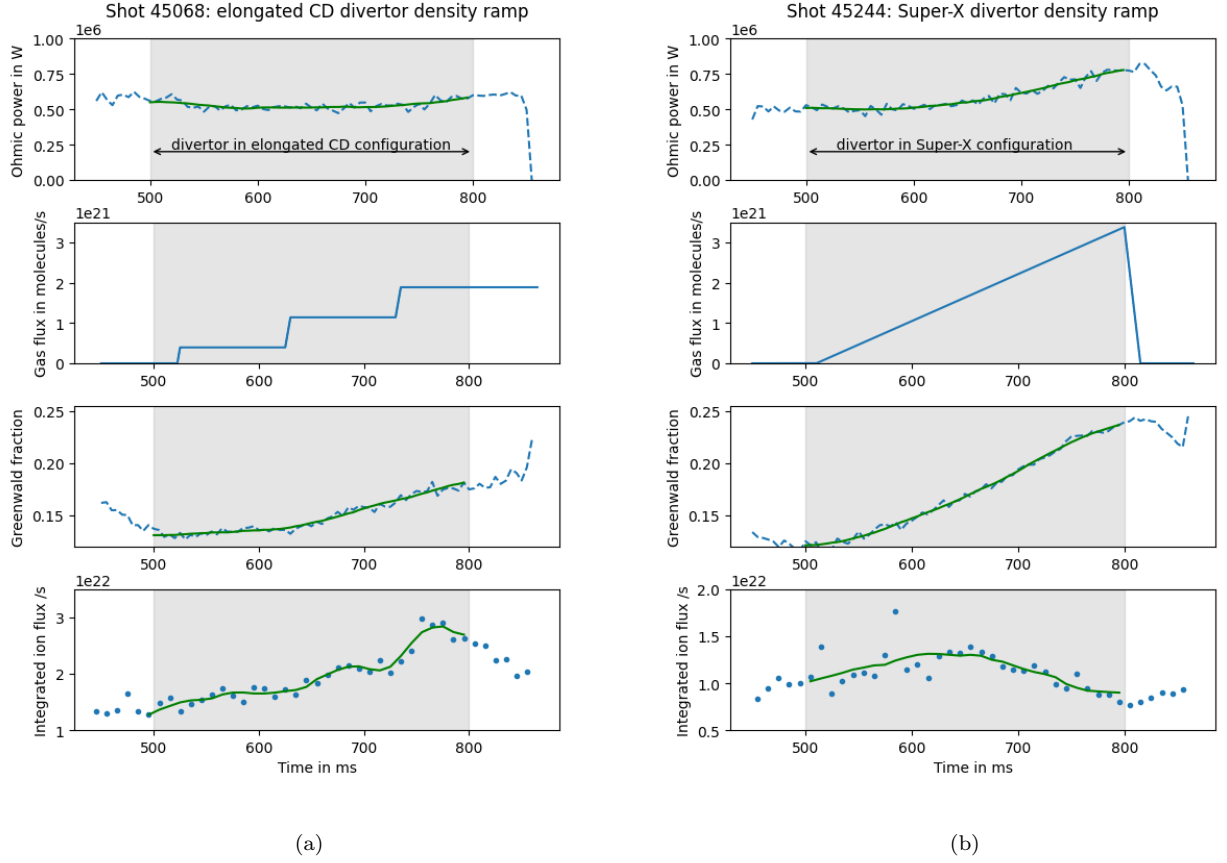 Shot 45068: elongated CD divertor density ramp
1e6
Ohmic power in W
1.00
0.75
0.50
0.25
0.00
divertor in elongated CD configuration
500 600 700 800
1e21
Gas flux in molecules/s
3
2
1
0
500 600 700 800
Greenwald fraction
0.25
0.20
0.15
500 600 700 800
1e22
Integrated ion flux /s
3
2
1
500 600 700 800
Time in ms
(a)
Shot 45244: Super-X divertor density ramp
1e6
Ohmic power in W
1.00
0.75
0.50
0.25
0.00
divertor in Super-X configuration
500 600 700 800
1e21
Gas flux in molecules/s
3
2
1
0
500 600 700 800
Greenwald fraction
0.25
0.20
0.15
500 600 700 800
1e22
Integrated ion flux /s
2.0
1.5
1.0
0.5
500 600 700 800
Time in ms
(b)